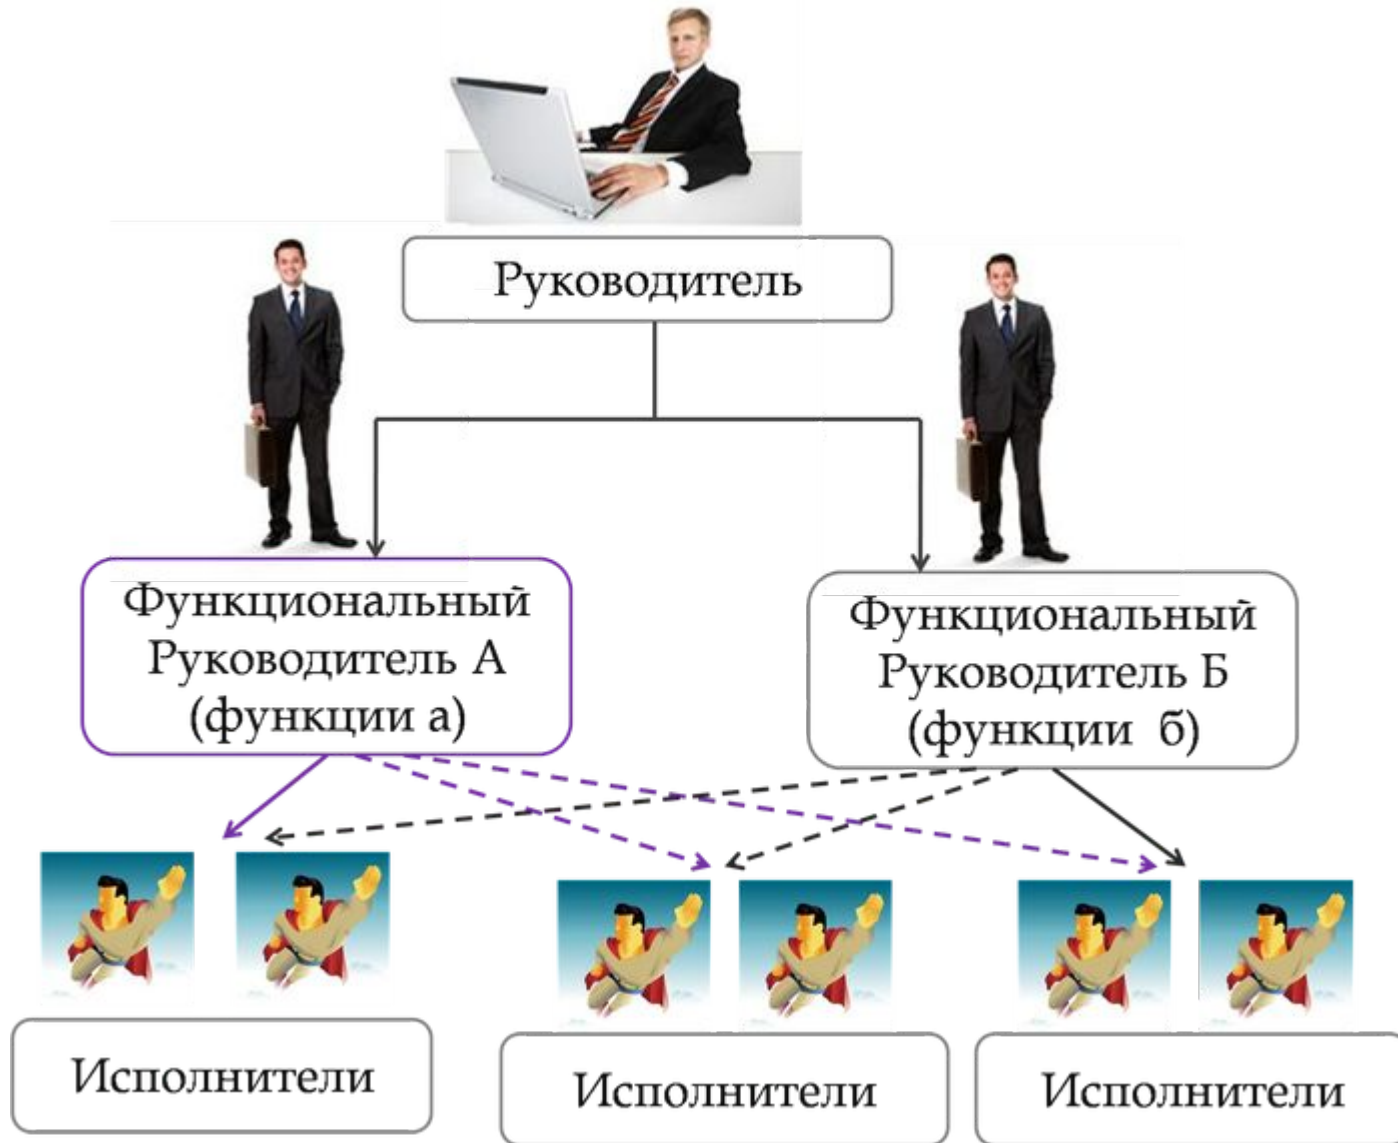 Руководитель
Функциональный
Руководитель А
(функции а)
Функциональный
Руководитель Б
(функции б)
Исполнители
Исполнители
Исполнители